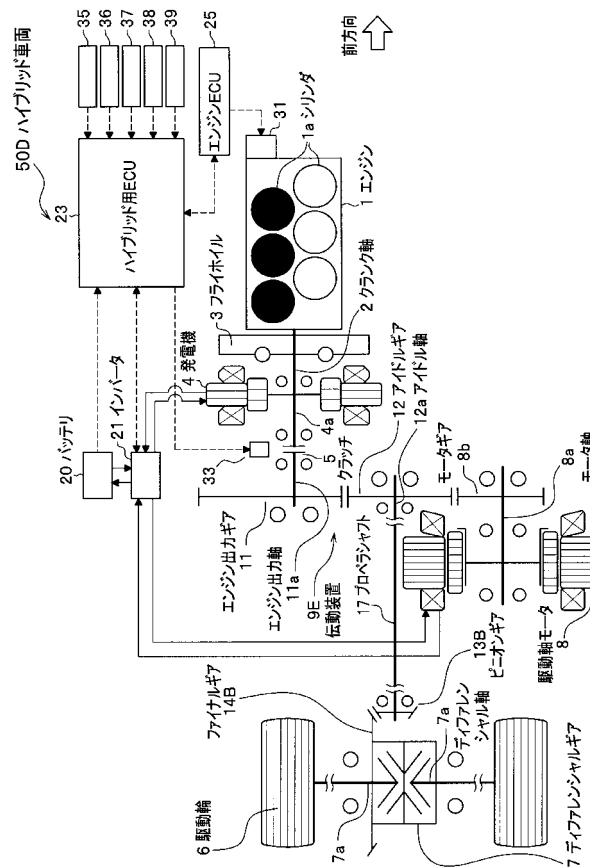 50D ハイブリッド車両
23
ハイブリッド用ECU
35
36
37
38
39
25
エンジンECU
31
1a シリンダ
1 エンジン
2 クランク軸
3 フライホイル
4 発電機
4a
5
クラッチ
33
20 バッテリ
21 インバータ
前方向
エンジン出力ギア
11
エンジン出力軸
11a
9E
伝動装置
12 アイドルギア
12a アイドル軸
モータギア
8b
8a
モータ軸
駆動軸モータ
8
17 プロペラシャフト
13B
ピニオンギア
ファイナルギア
14B
7a
ディファレン
シャル軸
7a
6 駆動輪
7 ディファレンシャルギア